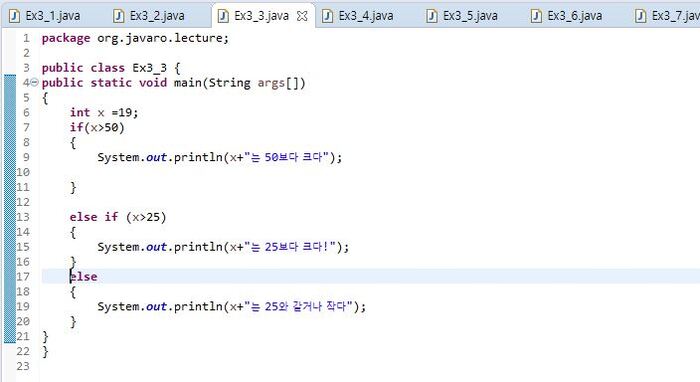 Ex3_1.java Ex3_2.java Ex3_3.java Ex3_4.java Ex3_5.java Ex3_6.java Ex3_7.jav
1 package org.javaro.lecture;
2
3 public class Ex3_3 {
4 public static void main(String args[])
5 {
6 int x =19;
7 if(x>50)
8 {
9 System.out.println(x+"는 50보다 크다");
10
11 }
12
13 else if (x>25)
14 {
15 System.out.println(x+"는 25보다 크다!");
16 }
17 else
18 {
19 System.out.println(x+"는 25와 같거나 작다");
20 }
21 }
22 }
23